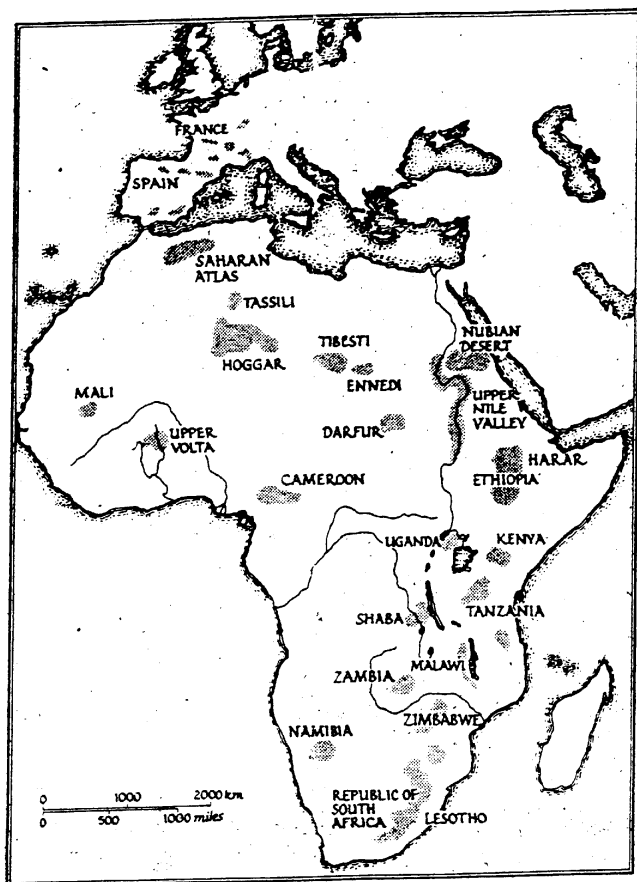 FRANCE
SPAIN
SAHARAN
ATLAS
TASSILI
HOGGAR
TIBESTI
ENNEDI
NUBIAN
DESERT
MALI
UPPER
VOLTA
DARFUR
UPPER
NILE
VALLEY
HARAR
ETHIOPIA
CAMEROON
UGANDA
KENYA
TANZANIA
SHABA
MALAWI
ZAMBIA
ZIMBABWE
NAMIBIA
REPUBLIC OF
SOUTH
AFRICA
LESOTHO
0 1000 2000 km
0 500 1000 miles